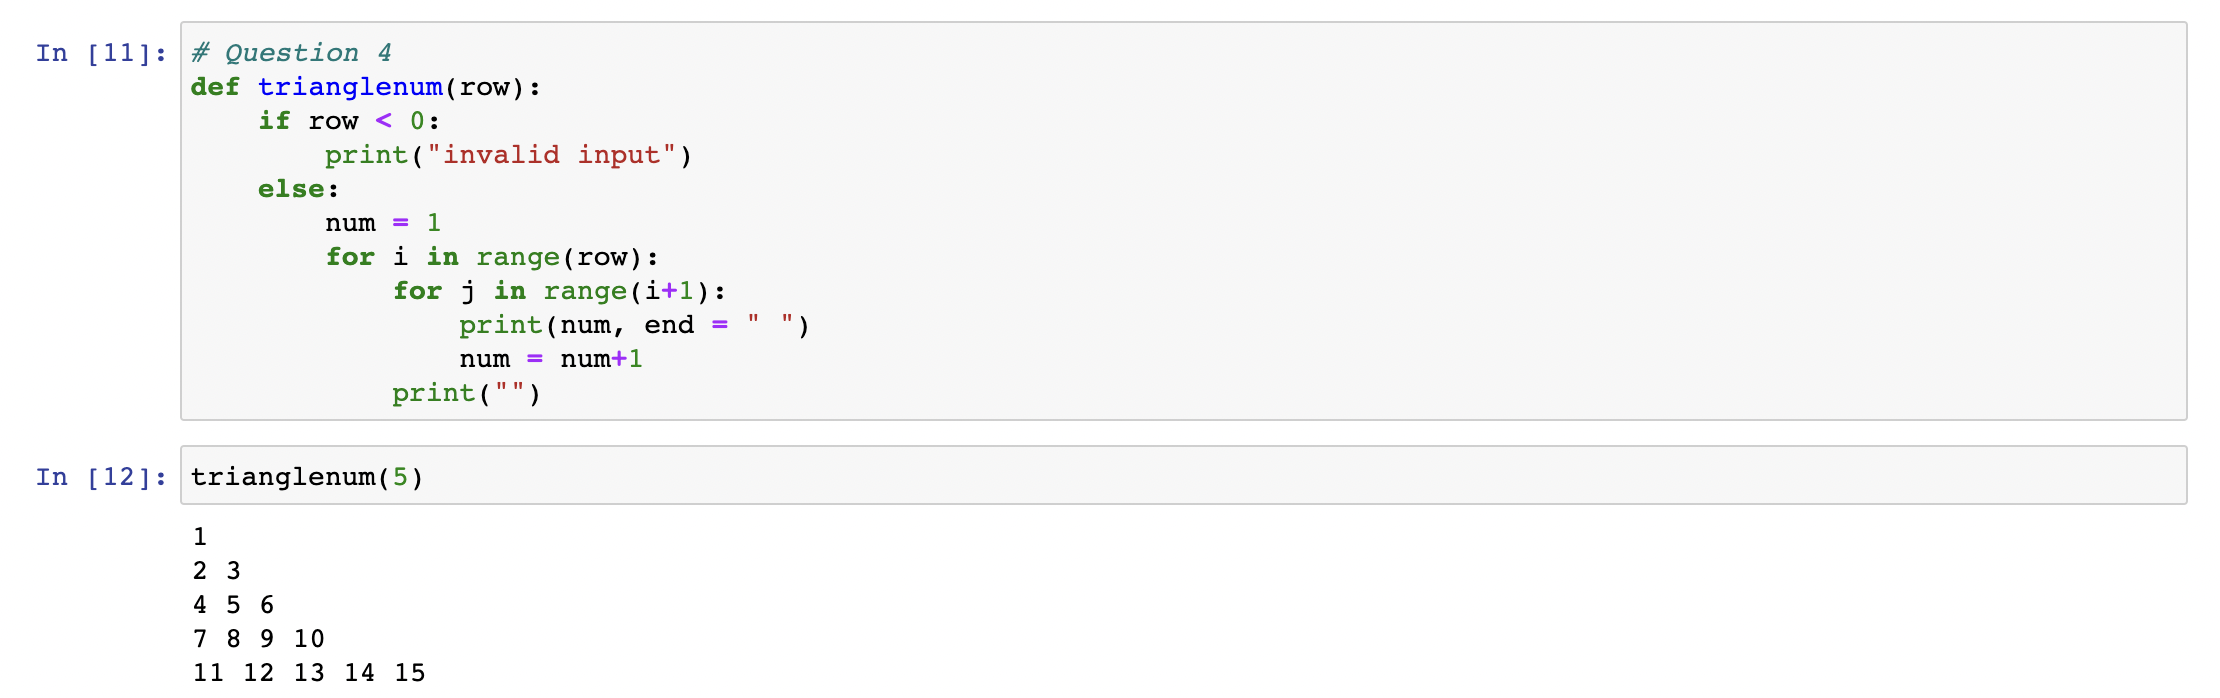 In [11]: # Question 4
def trianglenum(row):
    if row < 0:
        print("invalid input")
    else:
        num = 1
        for i in range(row):
            for j in range(i+1):
                print(num, end = " ")
                num = num+1
            print("")
In [12]: trianglenum(5)
1
2 3
4 5 6
7 8 9 10
11 12 13 14 15